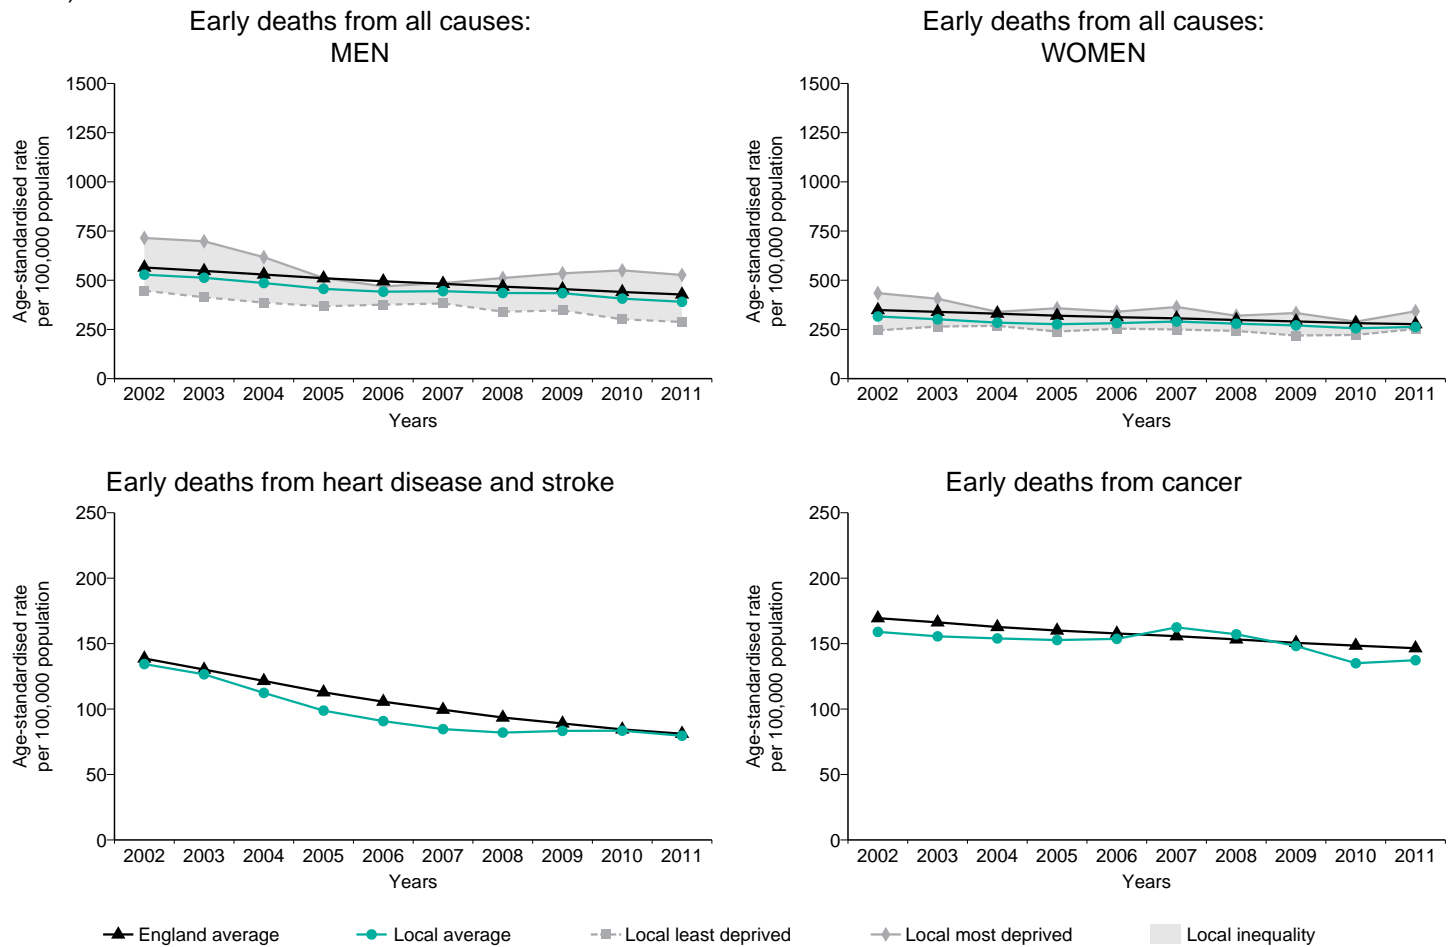 Early deaths from all causes:
MEN
1500
1250
1000
750
500
250
0
Age-standardised rate
per 100,000 population
2002 2003 2004 2005 2006 2007 2008 2009 2010 2011
Years
Early deaths from all causes:
WOMEN
1500
1250
1000
750
500
250
0
Age-standardised rate
per 100,000 population
2002 2003 2004 2005 2006 2007 2008 2009 2010 2011
Years
Early deaths from heart disease and stroke
250
200
150
100
50
0
Age-standardised rate
per 100,000 population
2002 2003 2004 2005 2006 2007 2008 2009 2010 2011
Years
Early deaths from cancer
250
200
150
100
50
0
Age-standardised rate
per 100,000 population
2002 2003 2004 2005 2006 2007 2008 2009 2010 2011
Years
England average
Local average
Local least deprived
Local most deprived
Local inequality